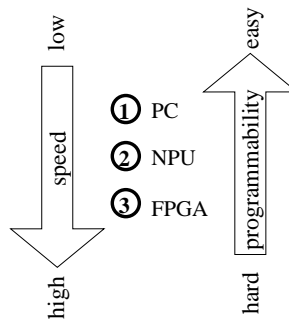 low
speed
high
1 PC
2 NPU
3 FPGA
easy
programmability
hard